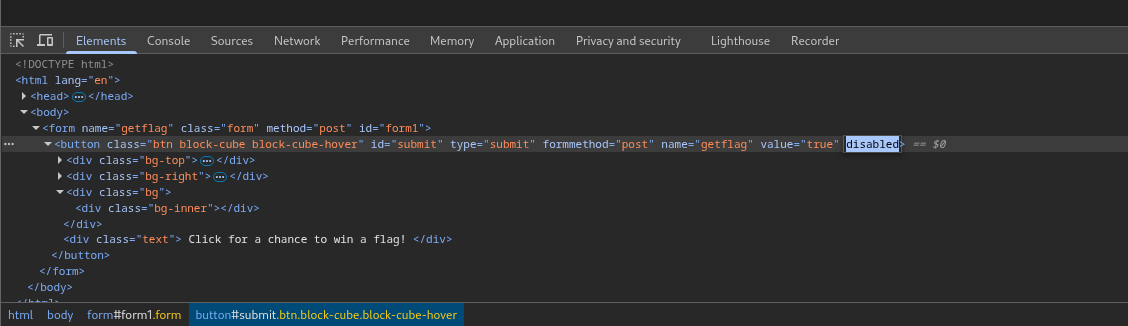 Elements Console Sources Network Performance Memory Application Privacy and security Lighthouse Recorder
<!DOCTYPE html>
<html lang="en">
<head> ••• </head>
<body>
<form name="getflag" class="form" method="post" id="form1">
••• <button class="btn block-cube block-cube-hover" id="submit" type="submit" formmethod="post" name="getflag" value="true" disabled> == $0
<div class="bg-top"> ••• </div>
<div class="bg-right"> ••• </div>
<div class="bg">
<div class="bg-inner"></div>
</div>
<div class="text"> Click for a chance to win a flag! </div>
</button>
</form>
</body>
</html>
html body form#form1.form button#submit.btn.block-cube.block-cube-hover